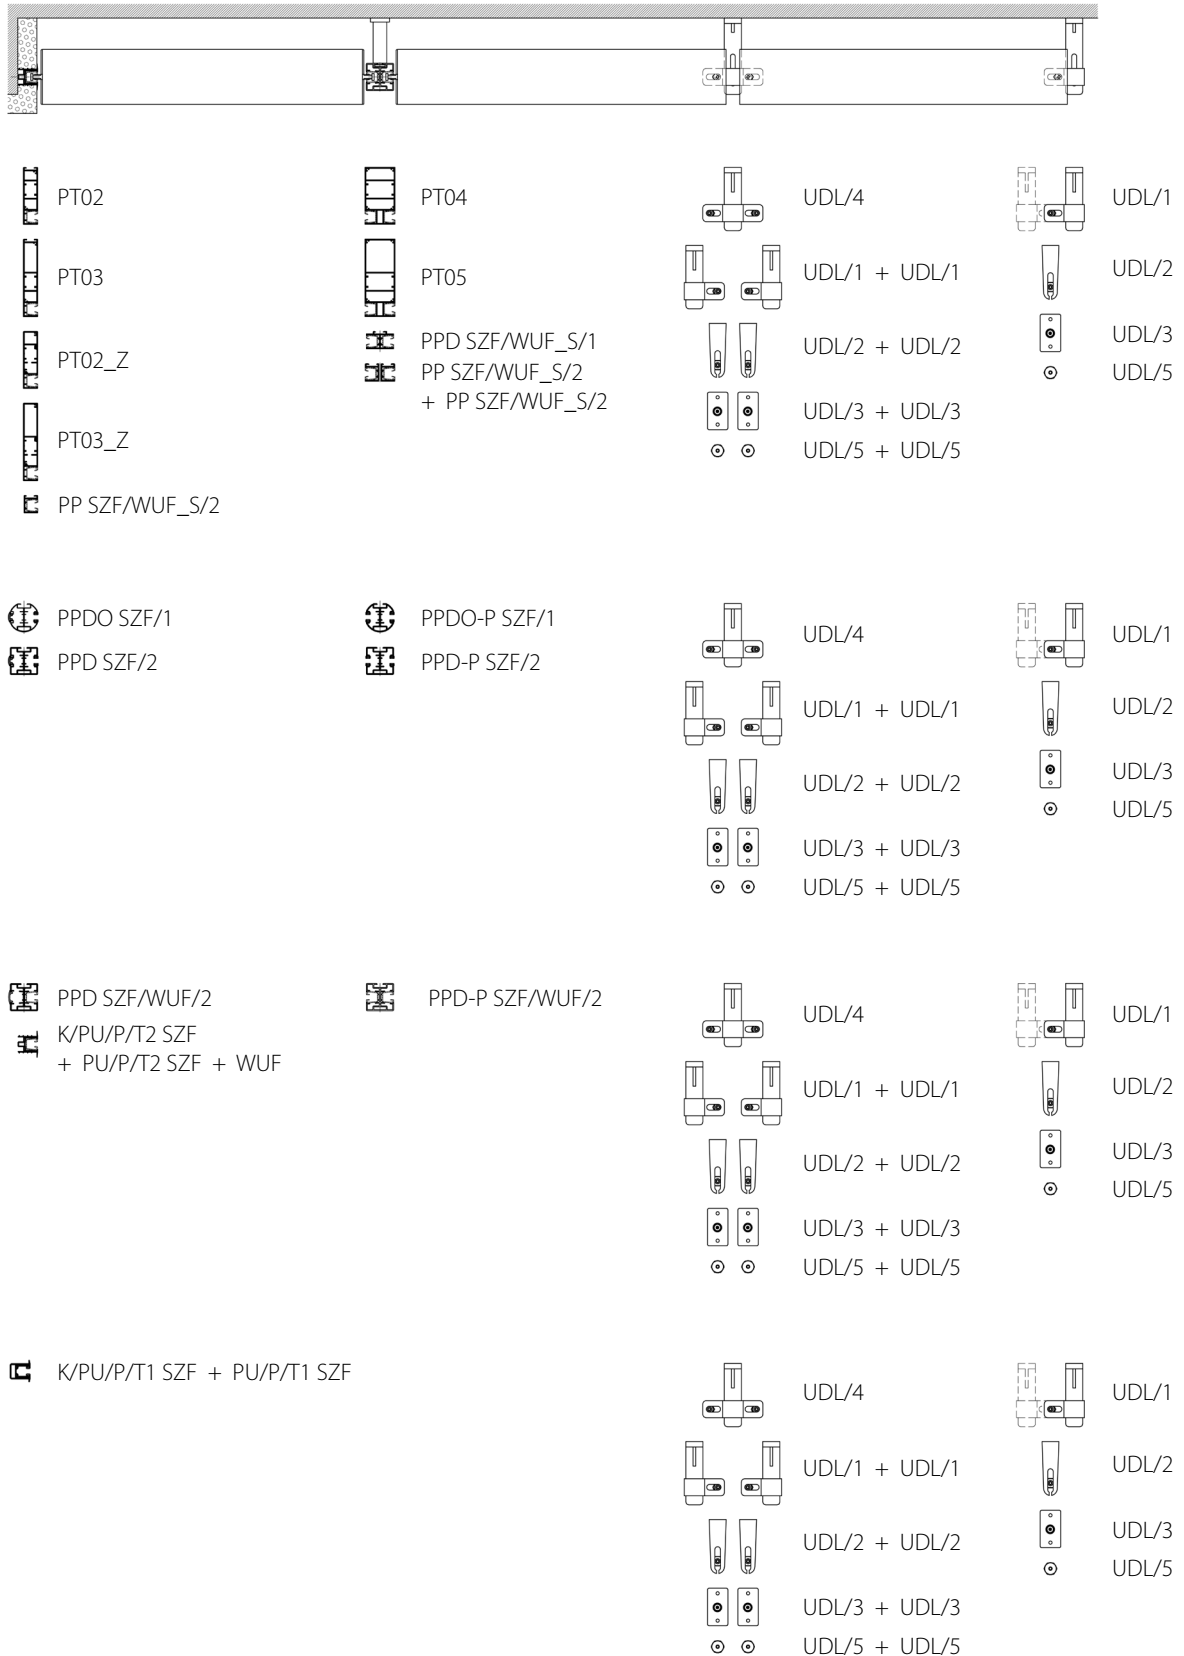 PT02
PT03
PT02_Z
PT03_Z
PP SZF/WUF_S/2
PT04
PT05
PPD SZF/WUF_S/1
PP SZF/WUF_S/2
+ PP SZF/WUF_S/2
UDL/4
UDL/1 + UDL/1
UDL/2 + UDL/2
UDL/3 + UDL/3
UDL/5 + UDL/5
UDL/1
UDL/2
UDL/3
UDL/5
PPDO SZF/1
PPD SZF/2
PPDO-P SZF/1
PPD-P SZF/2
UDL/4
UDL/1 + UDL/1
UDL/2 + UDL/2
UDL/3 + UDL/3
UDL/5 + UDL/5
UDL/1
UDL/2
UDL/3
UDL/5
PPD SZF/WUF/2
K/PU/P/T2 SZF
+ PU/P/T2 SZF + WUF
PPD-P SZF/WUF/2
UDL/4
UDL/1 + UDL/1
UDL/2 + UDL/2
UDL/3 + UDL/3
UDL/5 + UDL/5
UDL/1
UDL/2
UDL/3
UDL/5
K/PU/P/T1 SZF + PU/P/T1 SZF
UDL/4
UDL/1 + UDL/1
UDL/2 + UDL/2
UDL/3 + UDL/3
UDL/5 + UDL/5
UDL/1
UDL/2
UDL/3
UDL/5